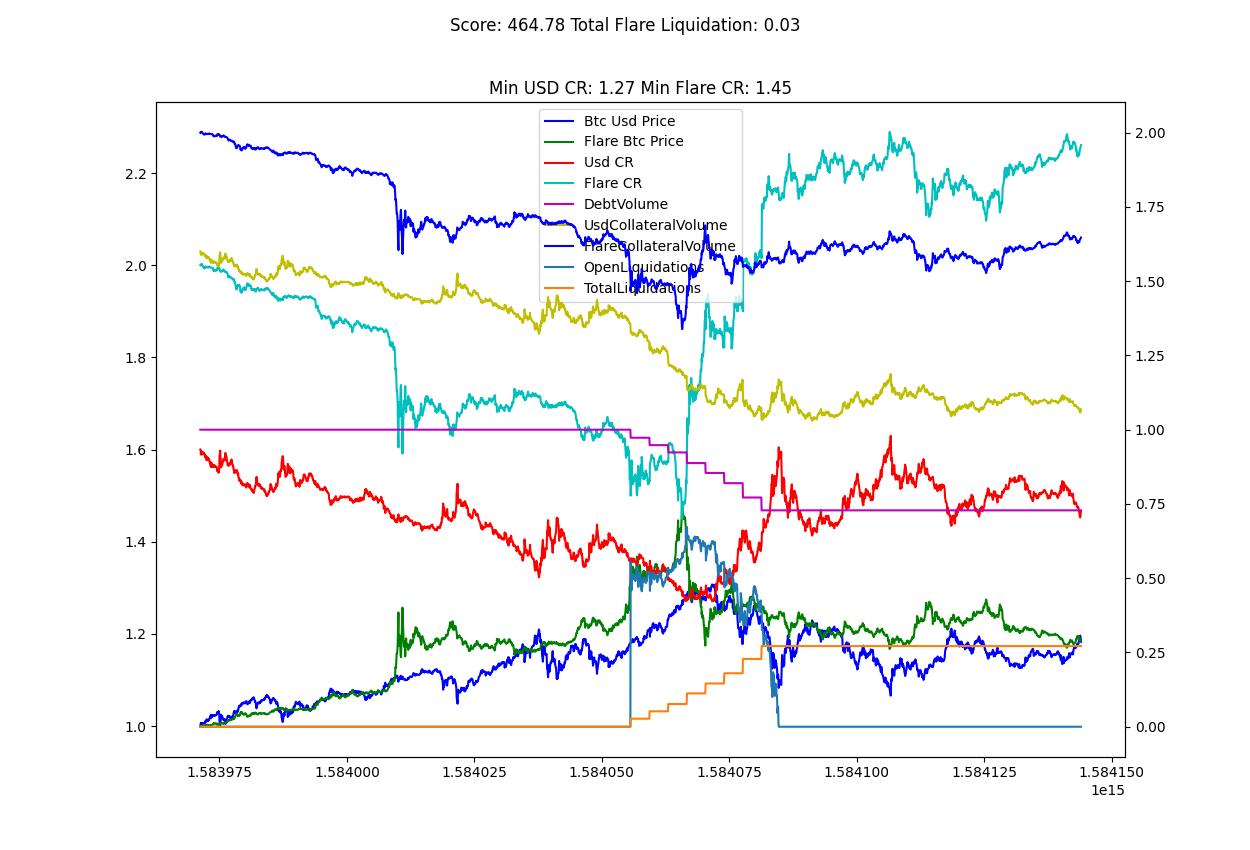 Score: 464.78 Total Flare Liquidation: 0.03
Min USD CR: 1.27 Min Flare CR: 1.45
Btc Usd Price
Flare Btc Price
Usd CR
Flare CR
DebtVolume
UsdCollateralVolume
FlareCollateralVolume
OpenLiquidations
TotalLiquidations
2.2
2.0
1.8
1.6
1.4
1.2
1.0
2.00
1.75
1.50
1.25
1.00
0.75
0.50
0.25
0.00
1.583975 1.584000 1.584025 1.584050 1.584075 1.584100 1.584125 1.584150
1e15